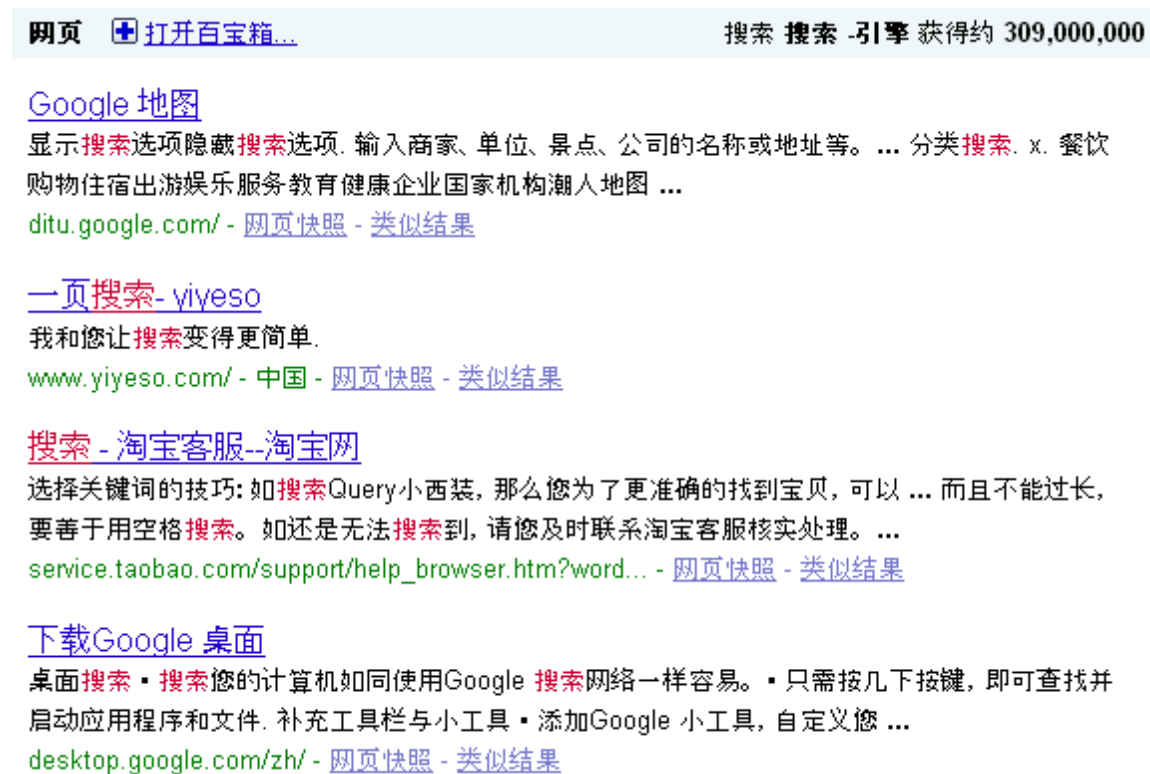 网页 打开百宝箱... 搜索 搜索 -引擎 获得约 309,000,000
Google 地图
显示搜索选项隐藏搜索选项. 输入商家、单位、景点、公司的名称或地址等。 ... 分类搜索. x. 餐饮
购物住宿出游娱乐服务教育健康企业国家机构潮人地图 ...
ditu.google.com/ - 网页快照 - 类似结果
一页搜索- yiyeso
我和您让搜索变得更简单.
www.yiyeso.com/ - 中国 - 网页快照 - 类似结果
搜索 - 淘宝客服--淘宝网
选择关键词的技巧: 如搜索Query小西装, 那么您为了更准确的找到宝贝, 可以 ... 而且不能过长,
要善于用空格搜索。如还是无法搜索到, 请您及时联系淘宝客服核实处理。 ...
service.taobao.com/support/help_browser.htm?word... - 网页快照 - 类似结果
下载Google 桌面
桌面搜索 ▪ 搜索您的计算机如同使用Google 搜索网络一样容易。 ▪ 只需按几下按键, 即可查找并
启动应用程序和文件. 补充工具栏与小工具 ▪ 添加Google 小工具, 自定义您 ...
desktop.google.com/zh/ - 网页快照 - 类似结果